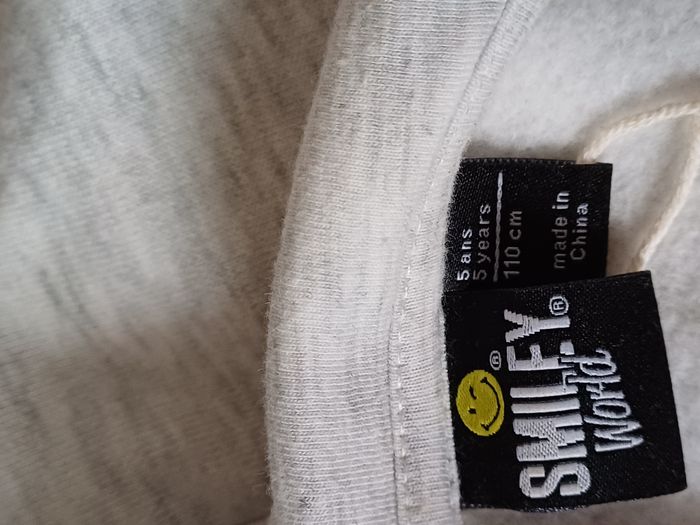 5 ans
5 years
110 cm
made in
China
®
SMILEY®
World